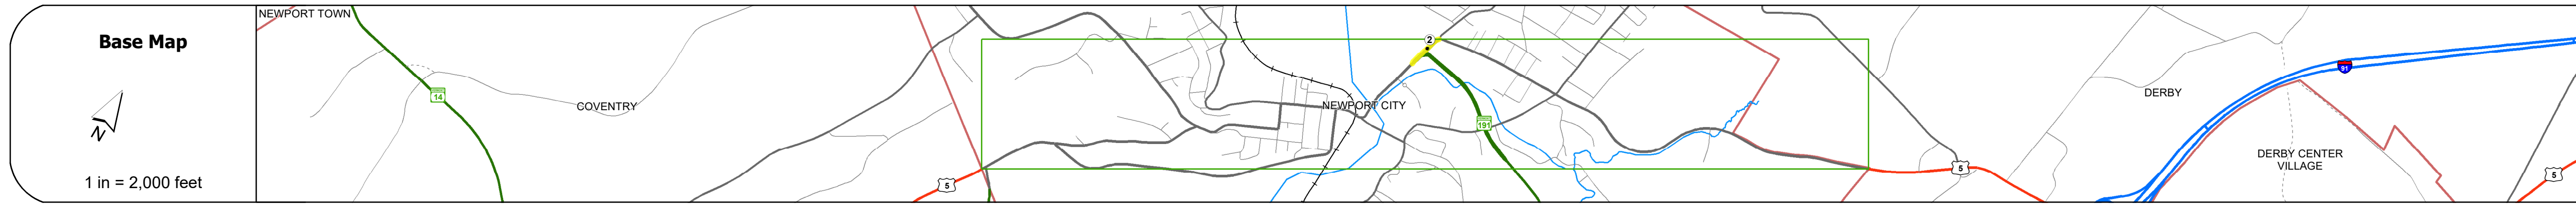 Base Map
N
1 in = 2,000 feet
NEWPORT TOWN
14
COVENTRY
5
2
NEWPORT CITY
191
5
DERBY
91
DERBY CENTER
VILLAGE
5